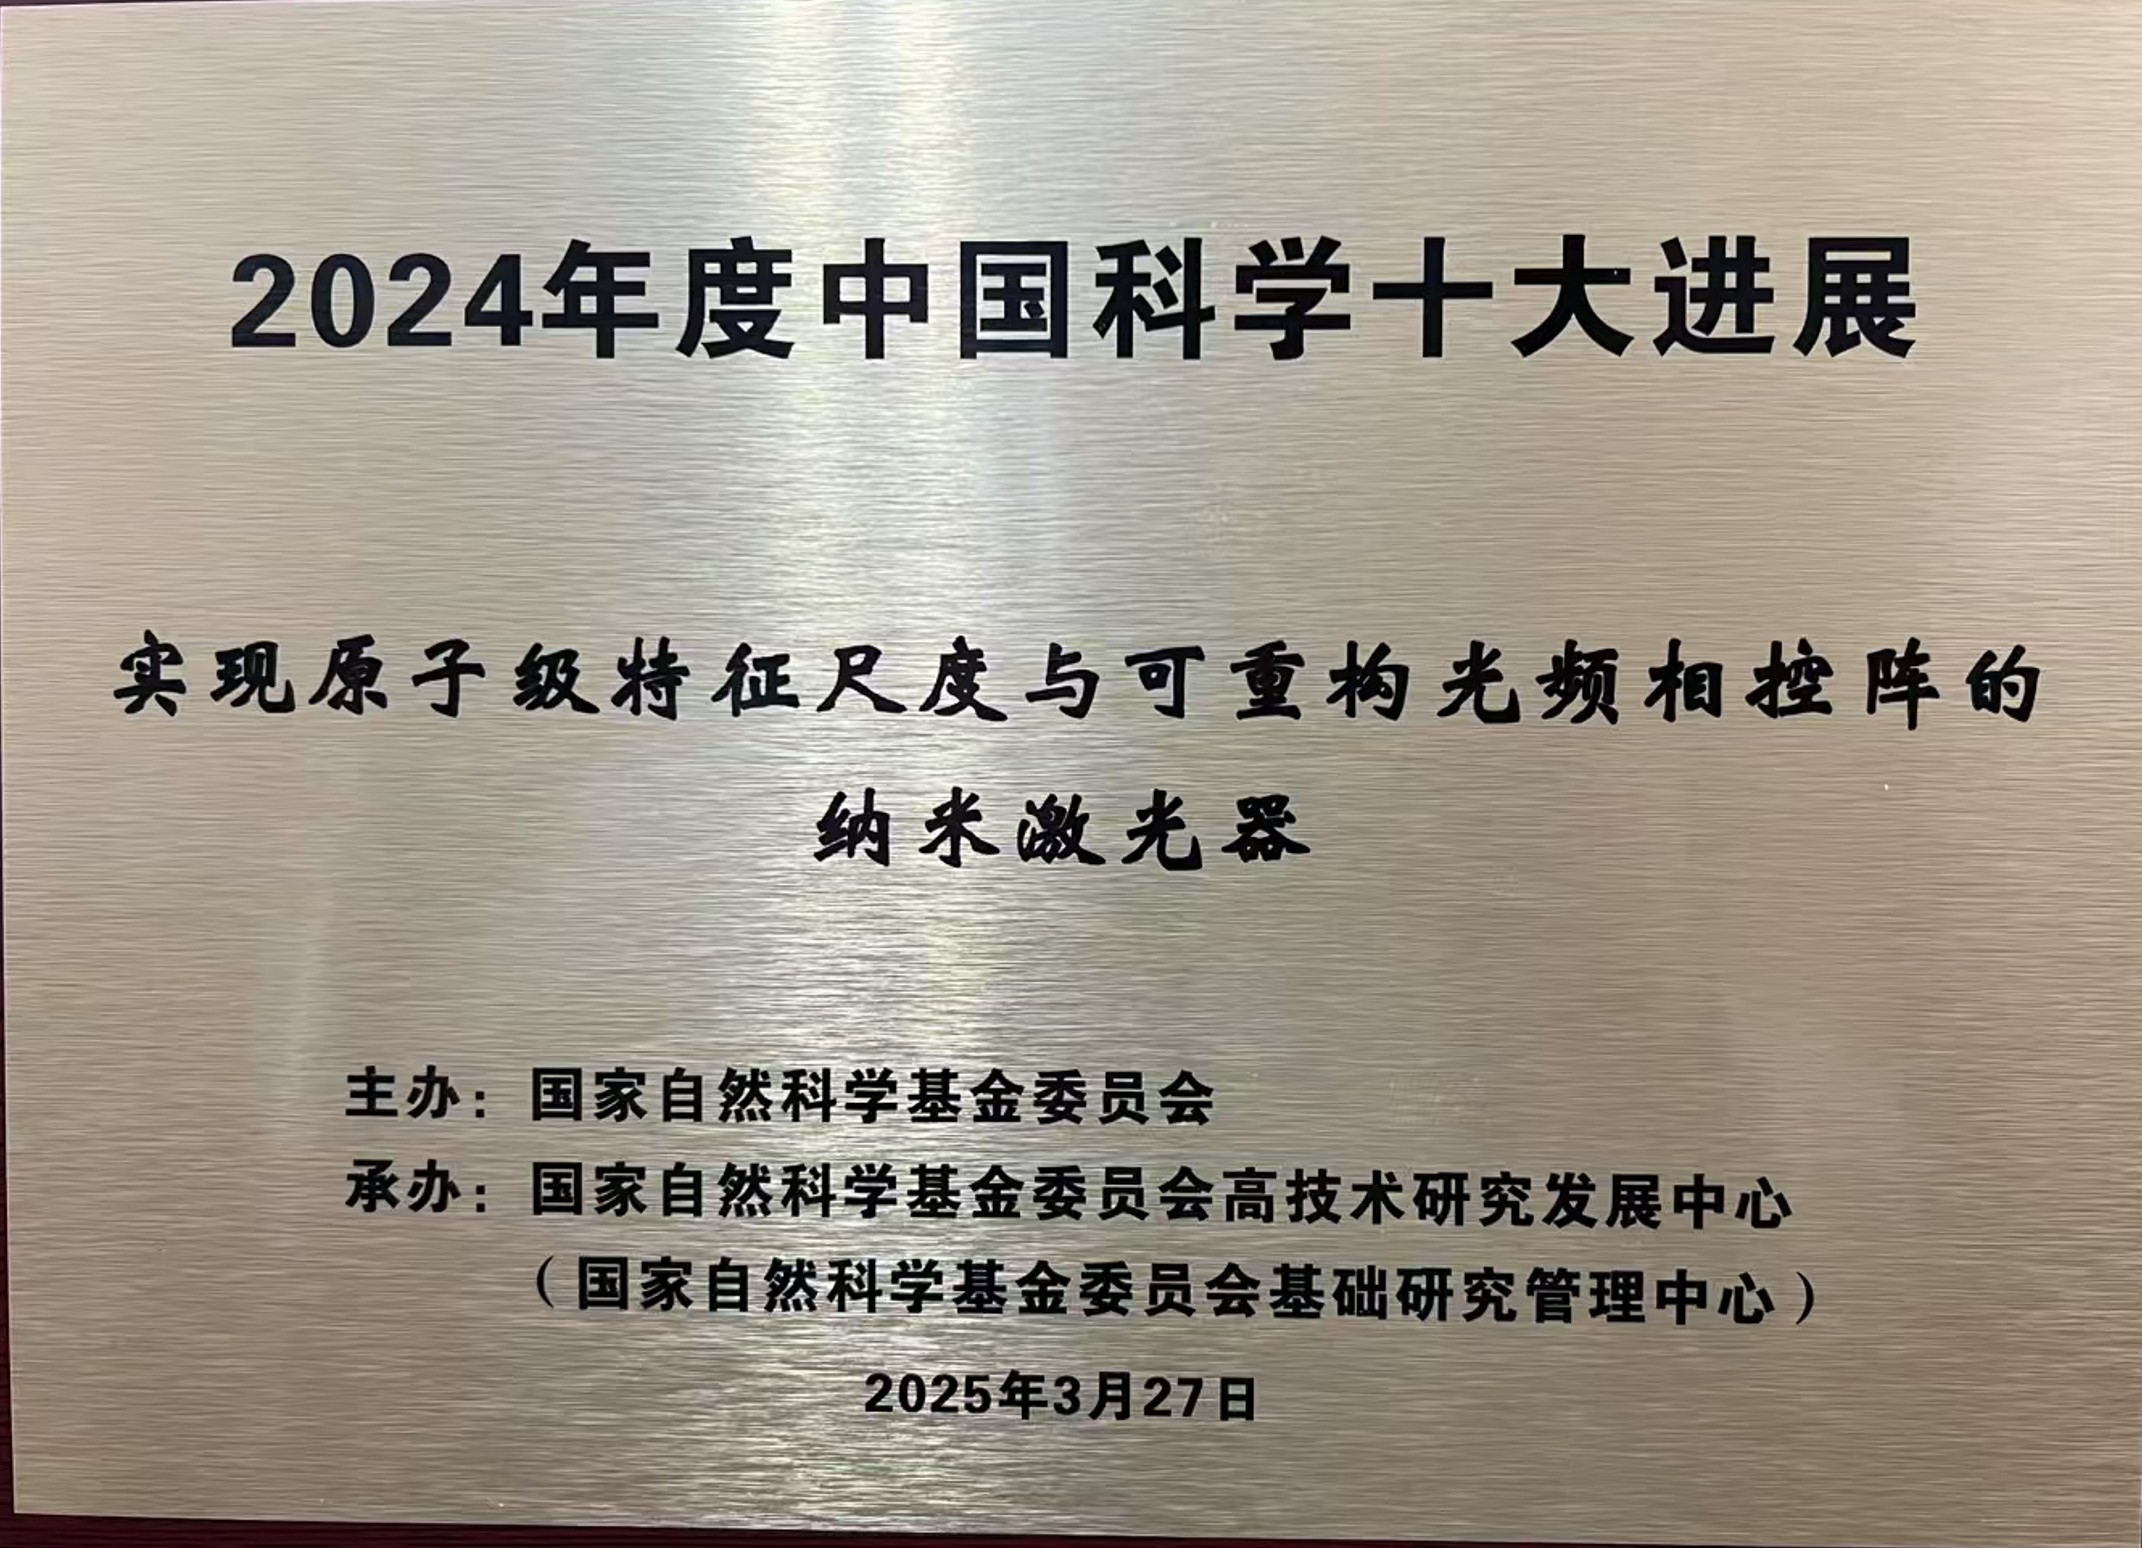 2024年度中国科学十大进展
实现原子级特征尺度与可重构光频相控阵的
纳米激光器
主办：国家自然科学基金委员会
承办：国家自然科学基金委员会高技术研究发展中心
（国家自然科学基金委员会基础研究管理中心）
2025年3月27日